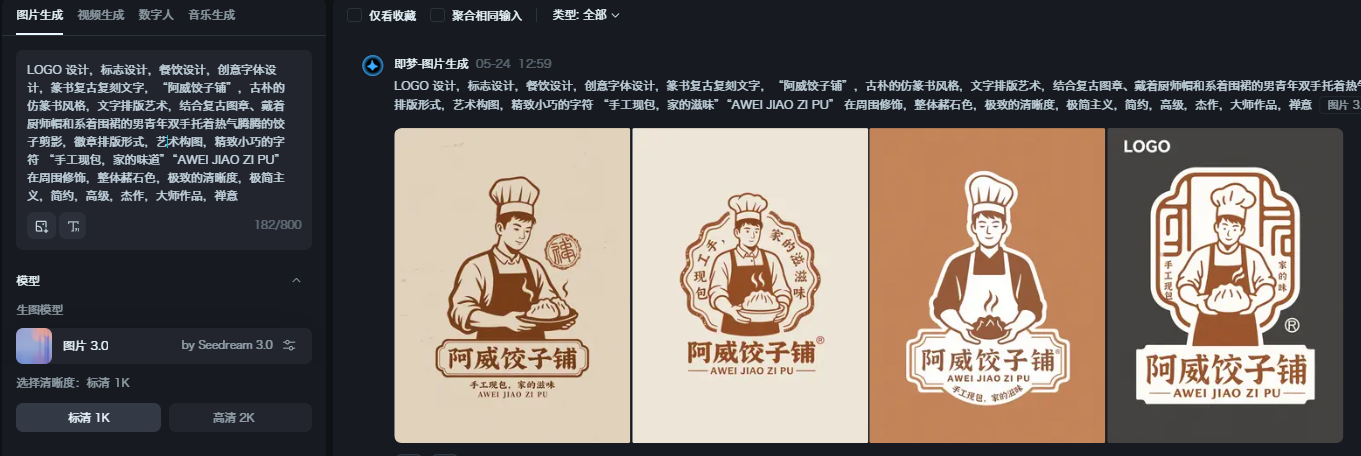 图片生成 视频生成 数字人 音乐生成
LOGO 设计，标志设计，餐饮设计，创意字体设
计，篆书复古复刻文字，“阿威饺子铺”，古朴的
仿篆书风格，文字排版艺术，结合复古图章、戴着
厨师帽和系着围裙的男青年双手托着热气腾腾的饺
子剪影，徽章排版形式，艺术构图，精致小巧的字
符 “手工现包，家的味道” “AWEI JIAO ZI PU”
在周围修饰，整体赭石色，极致的清晰度，极简主
义，简约，高级，杰作，大师作品，禅意
182/800
模型
生图模型
图片 3.0 by Seedream 3.0
选择清晰度：标清 1K
标清 1K 高清 2K
仅看收藏 聚合相同输入 类型: 全部
即梦-图片生成 05-24 12:59
LOGO 设计，标志设计，餐饮设计，创意字体设计，篆书复古复刻文字，“阿威饺子铺”，古朴的仿篆书风格，文字排版艺术，结合复古图章、戴着厨师帽和系着围裙的男青年双手托着热气
排版形式，艺术构图，精致小巧的字符 “手工现包，家的滋味” “AWEI JIAO ZI PU” 在周围修饰，整体赭石色，极致的清晰度，极简主义，简约，高级，杰作，大师作品，禅意 图片 3.
阿威饺子铺
手工现包，家的滋味
AWEI JIAO ZI PU
手工，现包
家的滋滋味
阿威饺子铺®
AWEI JIAO ZI PU
阿威饺子铺®
AWEI JIAO ZI PU
手工现包，家的滋味
LOGO
手工现包
家的味
®
阿威饺子铺
AWEI JIAO ZI PU